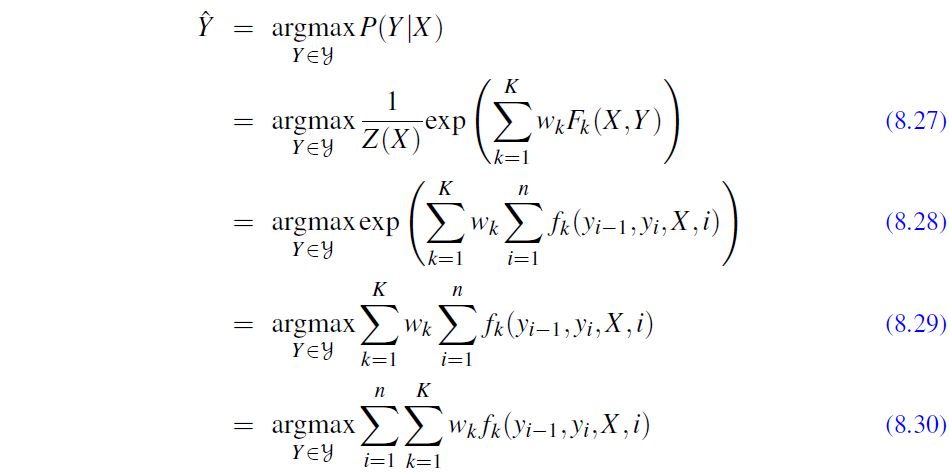 Ŷ = argmax_{Y∈𝒴} P(Y|X)
= argmax_{Y∈𝒴} \frac{1}{Z(X)} exp(∑_{k=1}^{K} w_k F_k(X,Y)) (8.27)
= argmax_{Y∈𝒴} exp(∑_{k=1}^{K} w_k ∑_{i=1}^{n} f_k(y_{i−1}, y_i, X, i)) (8.28)
= argmax_{Y∈𝒴} ∑_{k=1}^{K} w_k ∑_{i=1}^{n} f_k(y_{i−1}, y_i, X, i) (8.29)
= argmax_{Y∈𝒴} ∑_{i=1}^{n} ∑_{k=1}^{K} w_k f_k(y_{i−1}, y_i, X, i) (8.30)